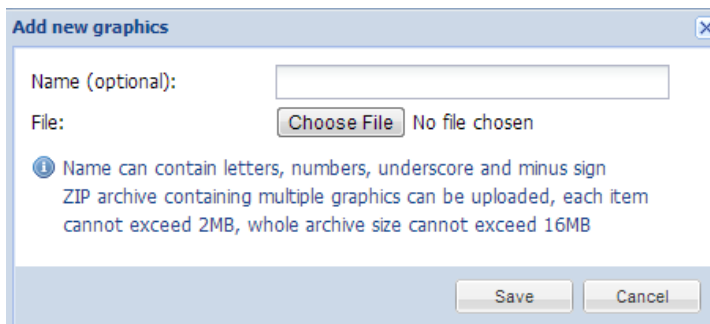 Add new graphics
Name (optional):
File: Choose File No file chosen
Name can contain letters, numbers, underscore and minus sign
ZIP archive containing multiple graphics can be uploaded, each item
cannot exceed 2MB, whole archive size cannot exceed 16MB
Save Cancel